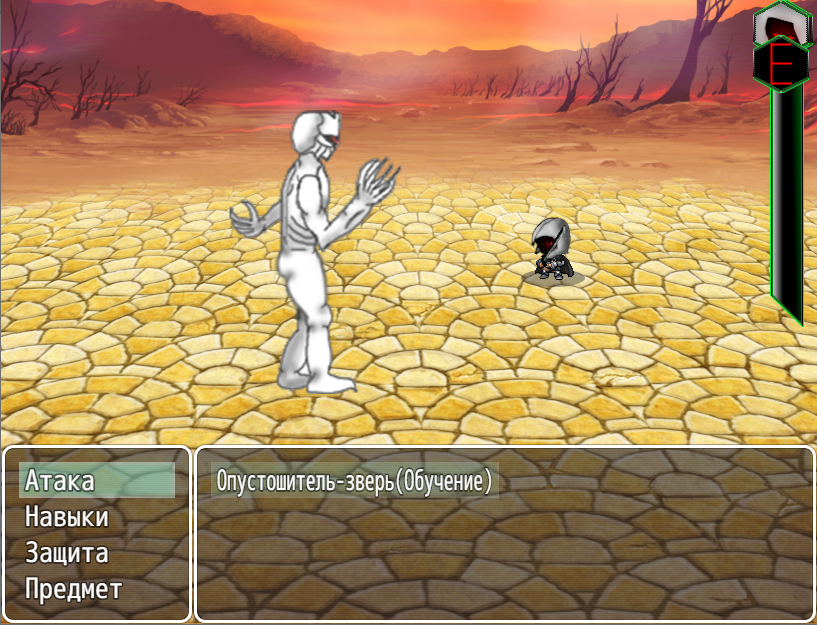 E
Атака
Опустошитель-зверь(Обучение)
Навыки
Защита
Предмет